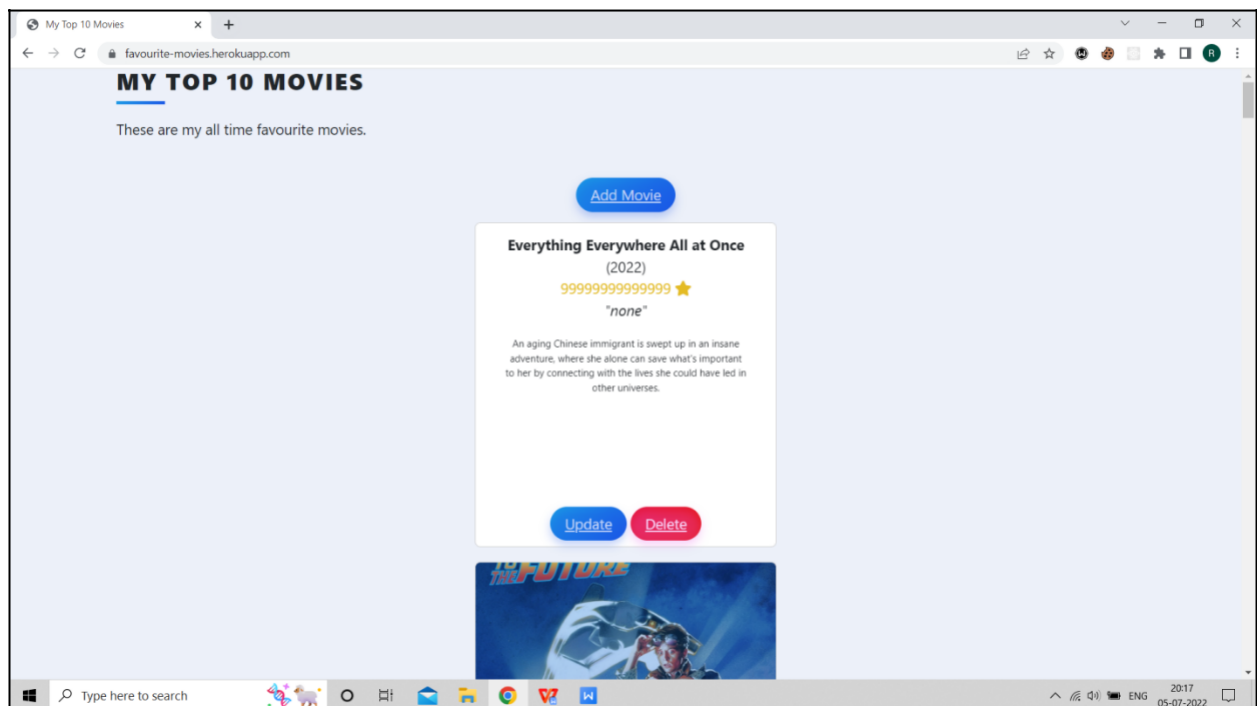 My Top 10 Movies
favourite-movies.herokuapp.com
R
MY TOP 10 MOVIES
These are my all time favourite movies.
Add Movie
Everything Everywhere All at Once
(2022)
99999999999999
"none"
An aging Chinese immigrant is swept up in an insane
adventure, where she alone can save what's important
to her by connecting with the lives she could have led in
other universes.
Update Delete
TO
THE FUTURE
Type here to search
W
ENG
20:17
05-07-2022